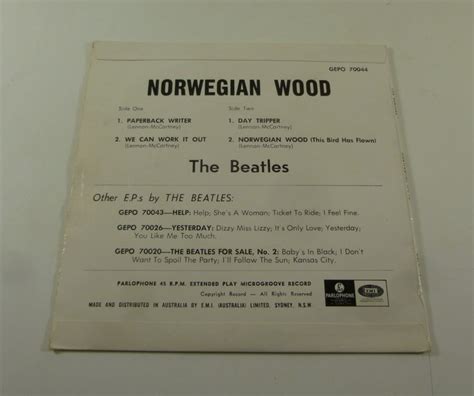 GEPO 70044
NORWEGIAN WOOD
Side One
Side Two
1. PAPERBACK WRITER
(Lennon-McCartney)
1. DAY TRIPPER
(Lennon-McCartney)
2. WE CAN WORK IT OUT
(Lennon-McCartney)
2. NORWEGIAN WOOD (This Bird Has Flown)
(Lennon-McCartney)
The Beatles
Other E.P.s by THE BEATLES:
GEPO 70043—HELP: Help; She's A Woman; Ticket To Ride; I Feel Fine.
GEPO 70026—YESTERDAY: Dizzy Miss Lizzy; It's Only Love; Yesterday;
You Like Me Too Much.
GEPO 70020—THE BEATLES FOR SALE, No. 2: Baby's In Black; I Don't
Want To Spoil The Party; I'll Follow The Sun; Kansas City.
PARLOPHONE 45 R.P.M. EXTENDED PLAY MICROGROOVE RECORD
Copyright Record — All Rights Reserved
MADE AND DISTRIBUTED IN AUSTRALIA BY E.M.I. (AUSTRALIA) LIMITED, SYDNEY, N.S.W.
PARLOPHONE
EMI